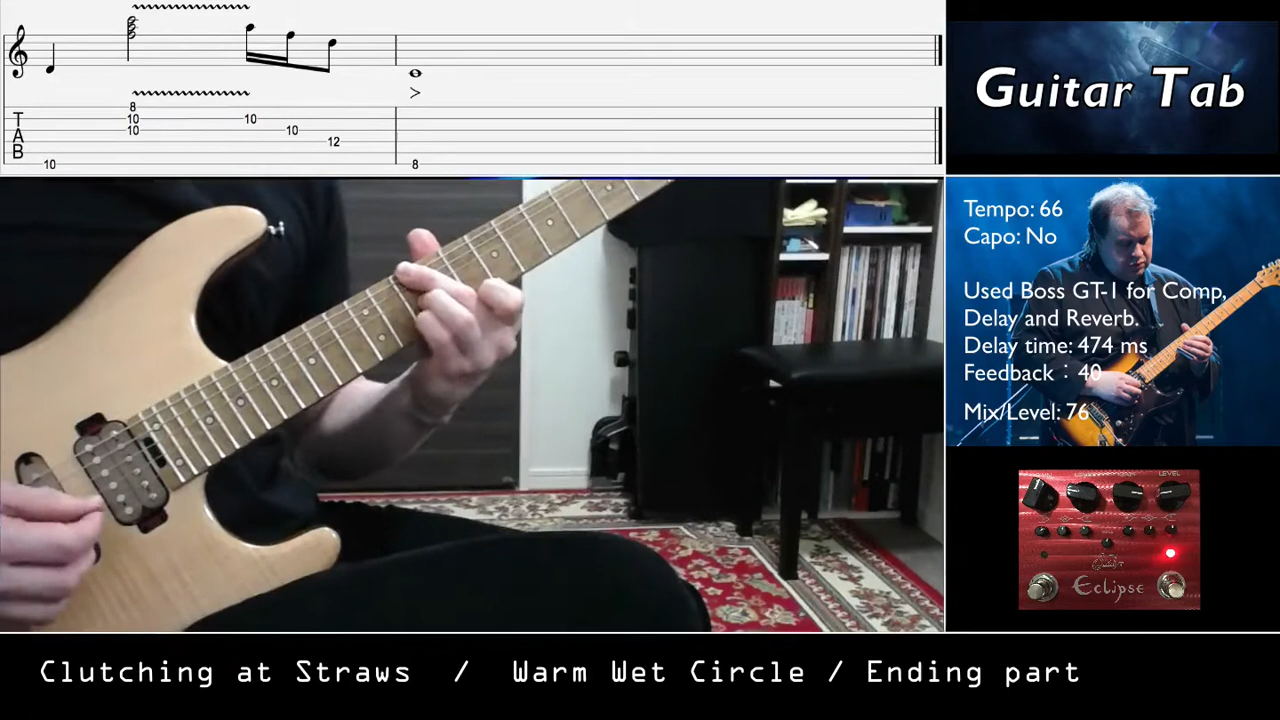 Guitar Tab
8
T 10 10
A 10 10
B 12
10 8
Tempo: 66
Capo: No
Used Boss GT-1 for Comp,
Delay and Reverb.
Delay time: 474 ms
Feedback : 40
Mix/Level: 76
LEVEL
Eclipse
Clutching at Straws / Warm Wet Circle / Ending part